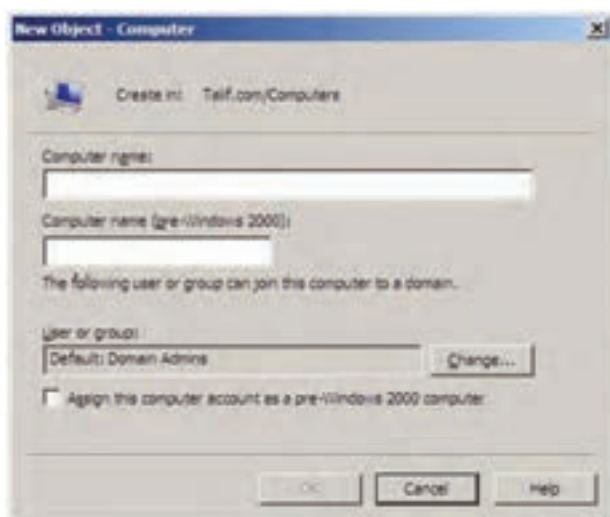 New Object - Computer
Create in: Talif.com/Computers
Computer name:
Computer name (pre-Windows 2000):
The following user or group can join this computer to a domain.
User or group:
Default: Domain Admins
Change...
Assign this computer account as a pre-Windows 2000 computer
OK
Cancel
Help